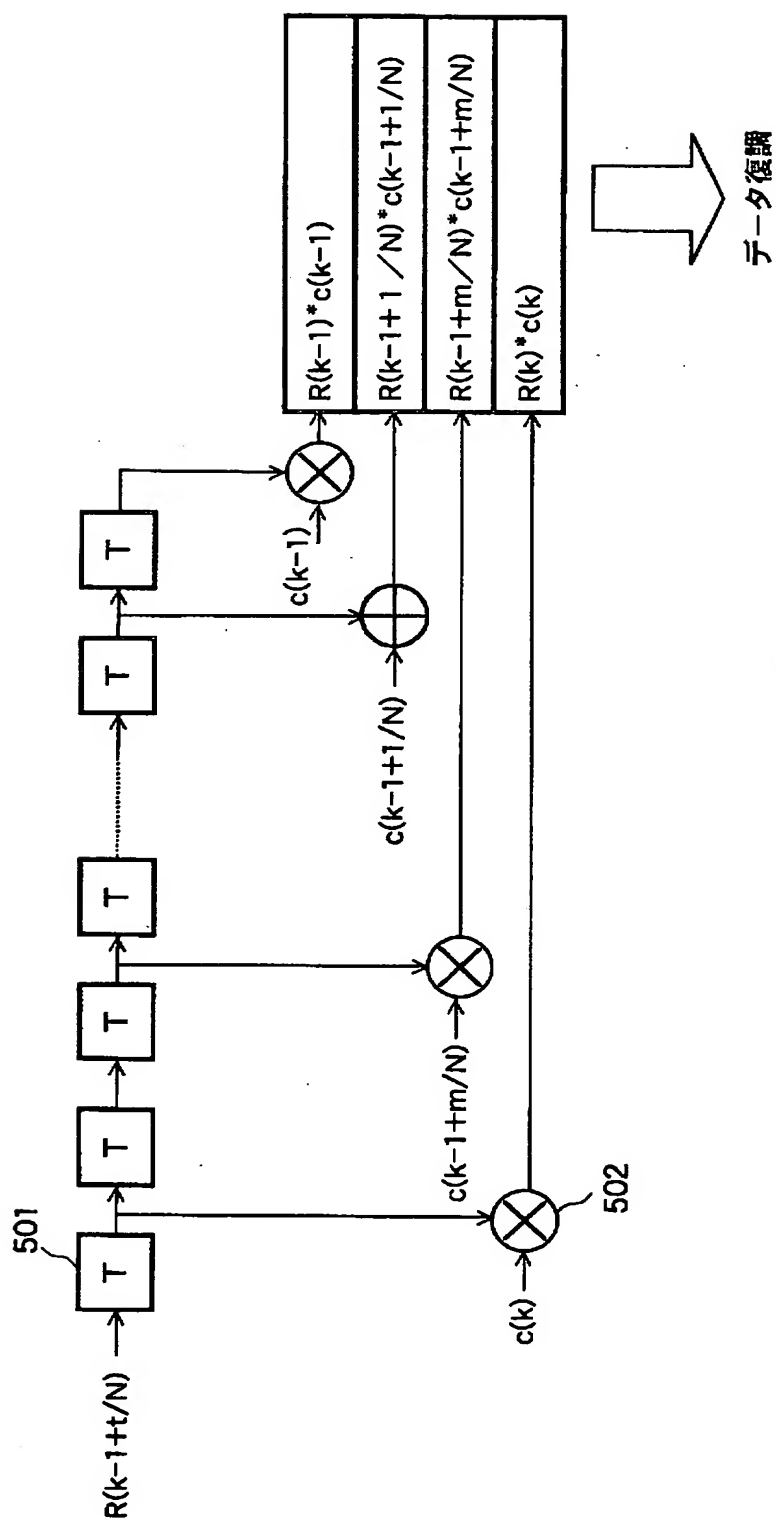 501
R(k-1+t/N)
T
T
T
T
T
T
c(k)
502
c(k-1+m/N)
c(k-1+1/N)
c(k-1)
R(k-1)*c(k-1)
R(k-1+1/N)*c(k-1+1/N)
R(k-1+m/N)*c(k-1+m/N)
R(k)*c(k)
データ復調